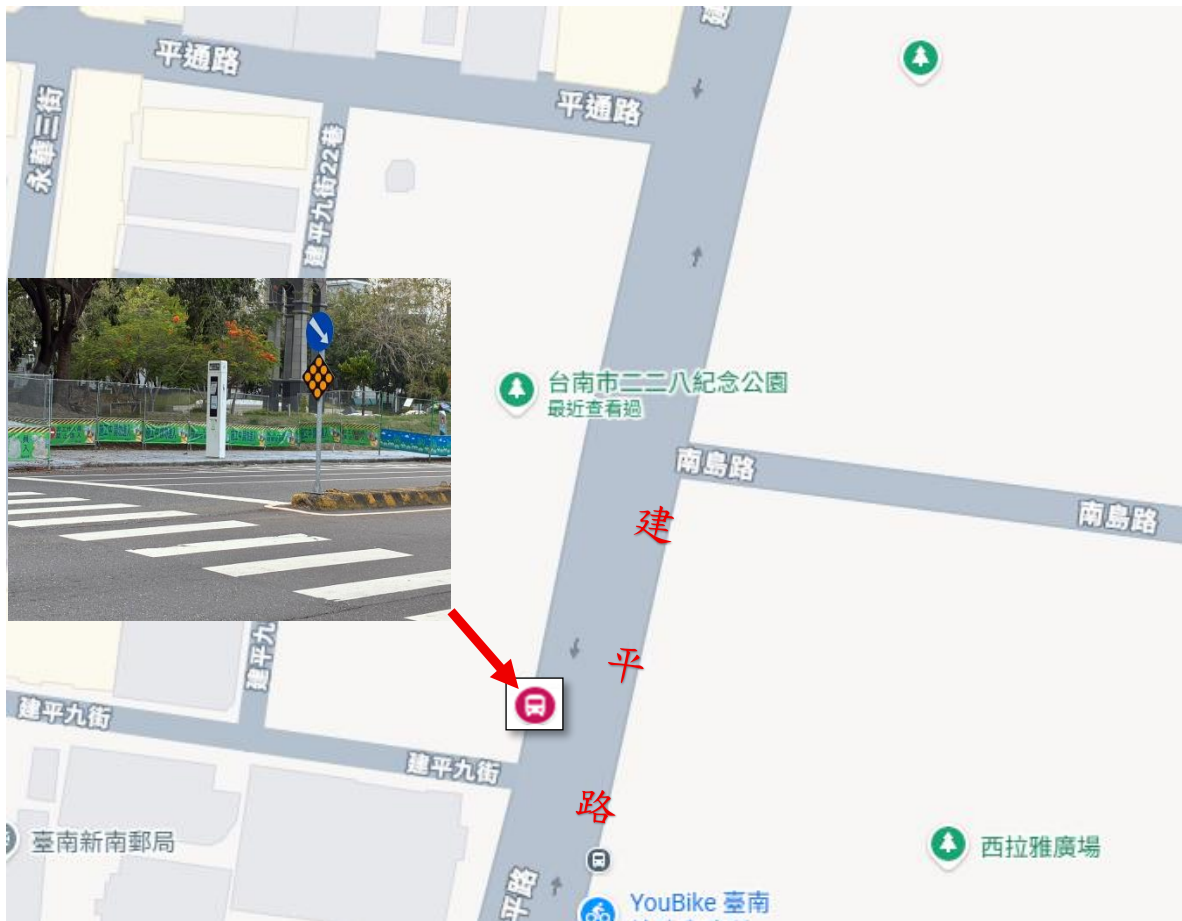 建
平通路
平通路
永華三街
建平九街22巷
台南市二二八紀念公園
最近查看過
南島路
南島路
建
平
路
建平九
建平九街
建平九街
臺南新南郵局
西拉雅廣場
平路
YouBike 臺南